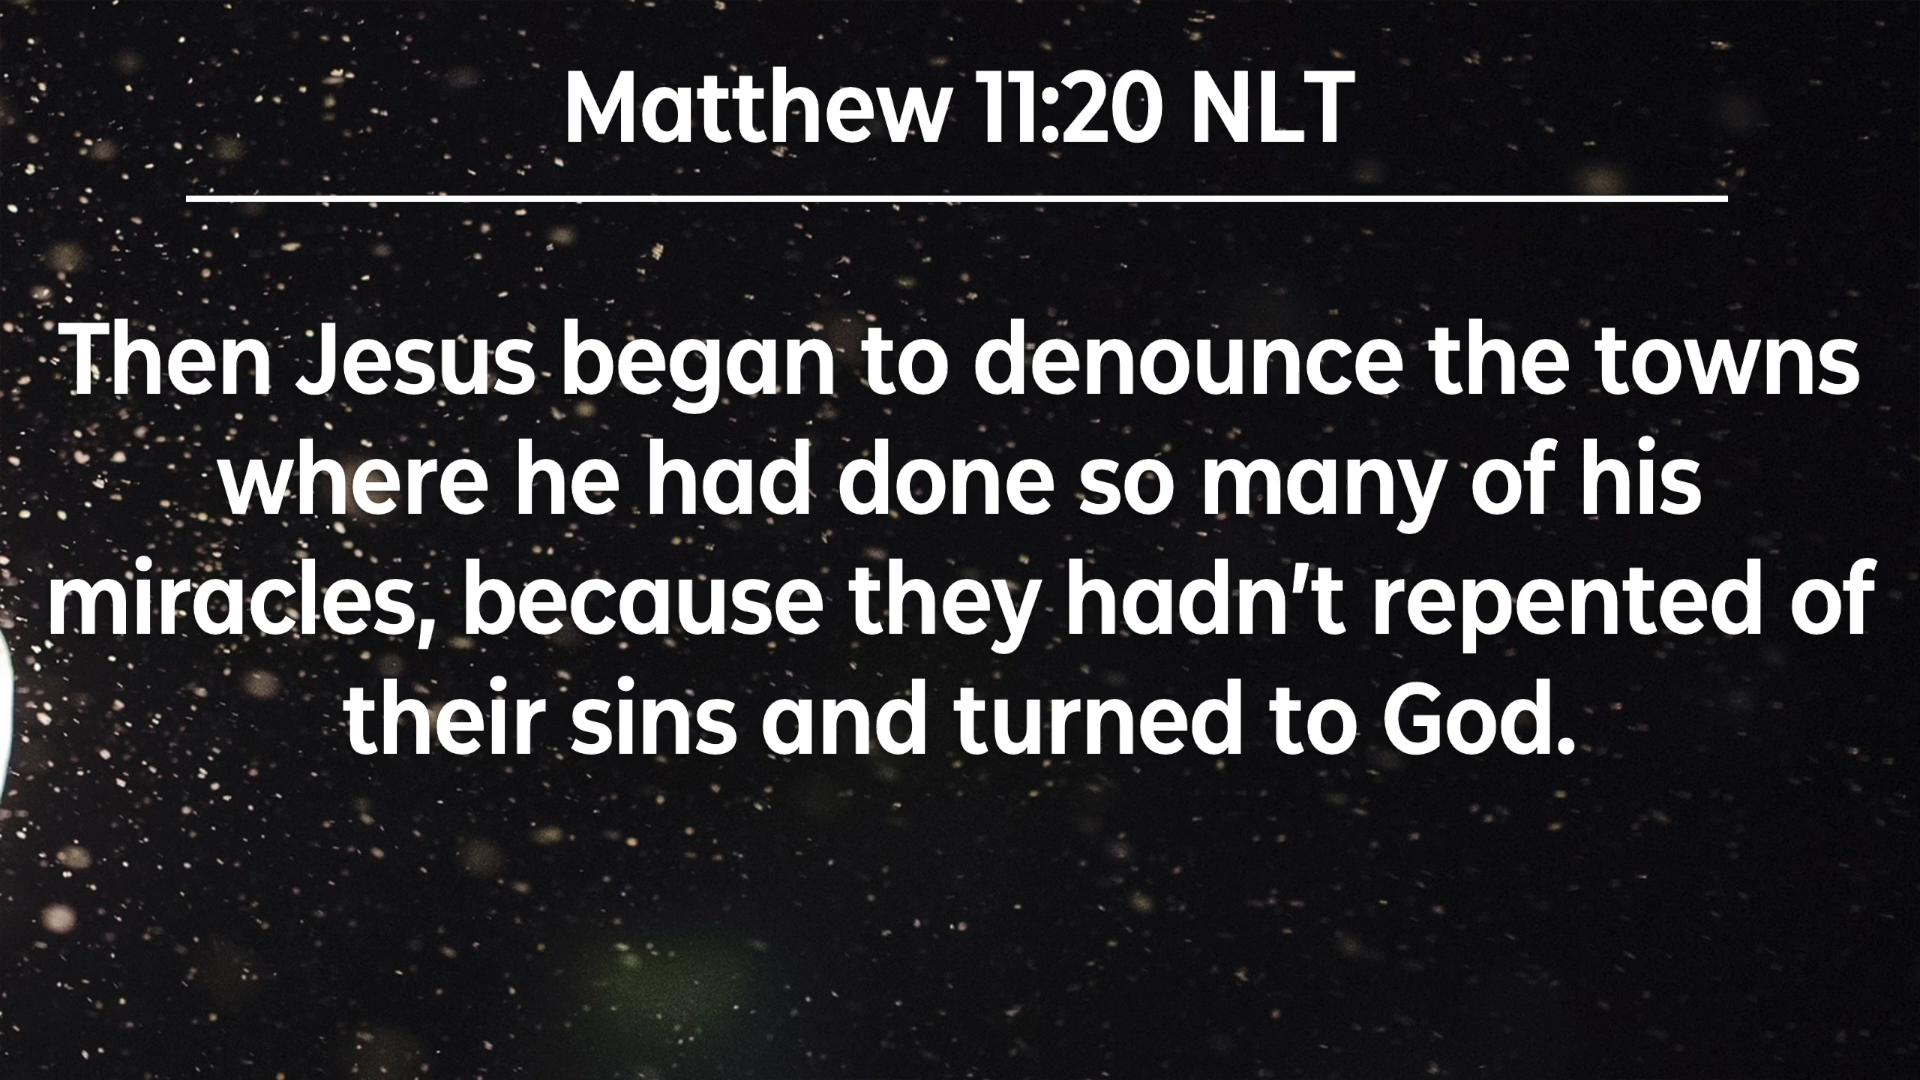 Matthew 11:20 NLT
Then Jesus began to denounce the towns
where he had done so many of his
miracles, because they hadn’t repented of
their sins and turned to God.